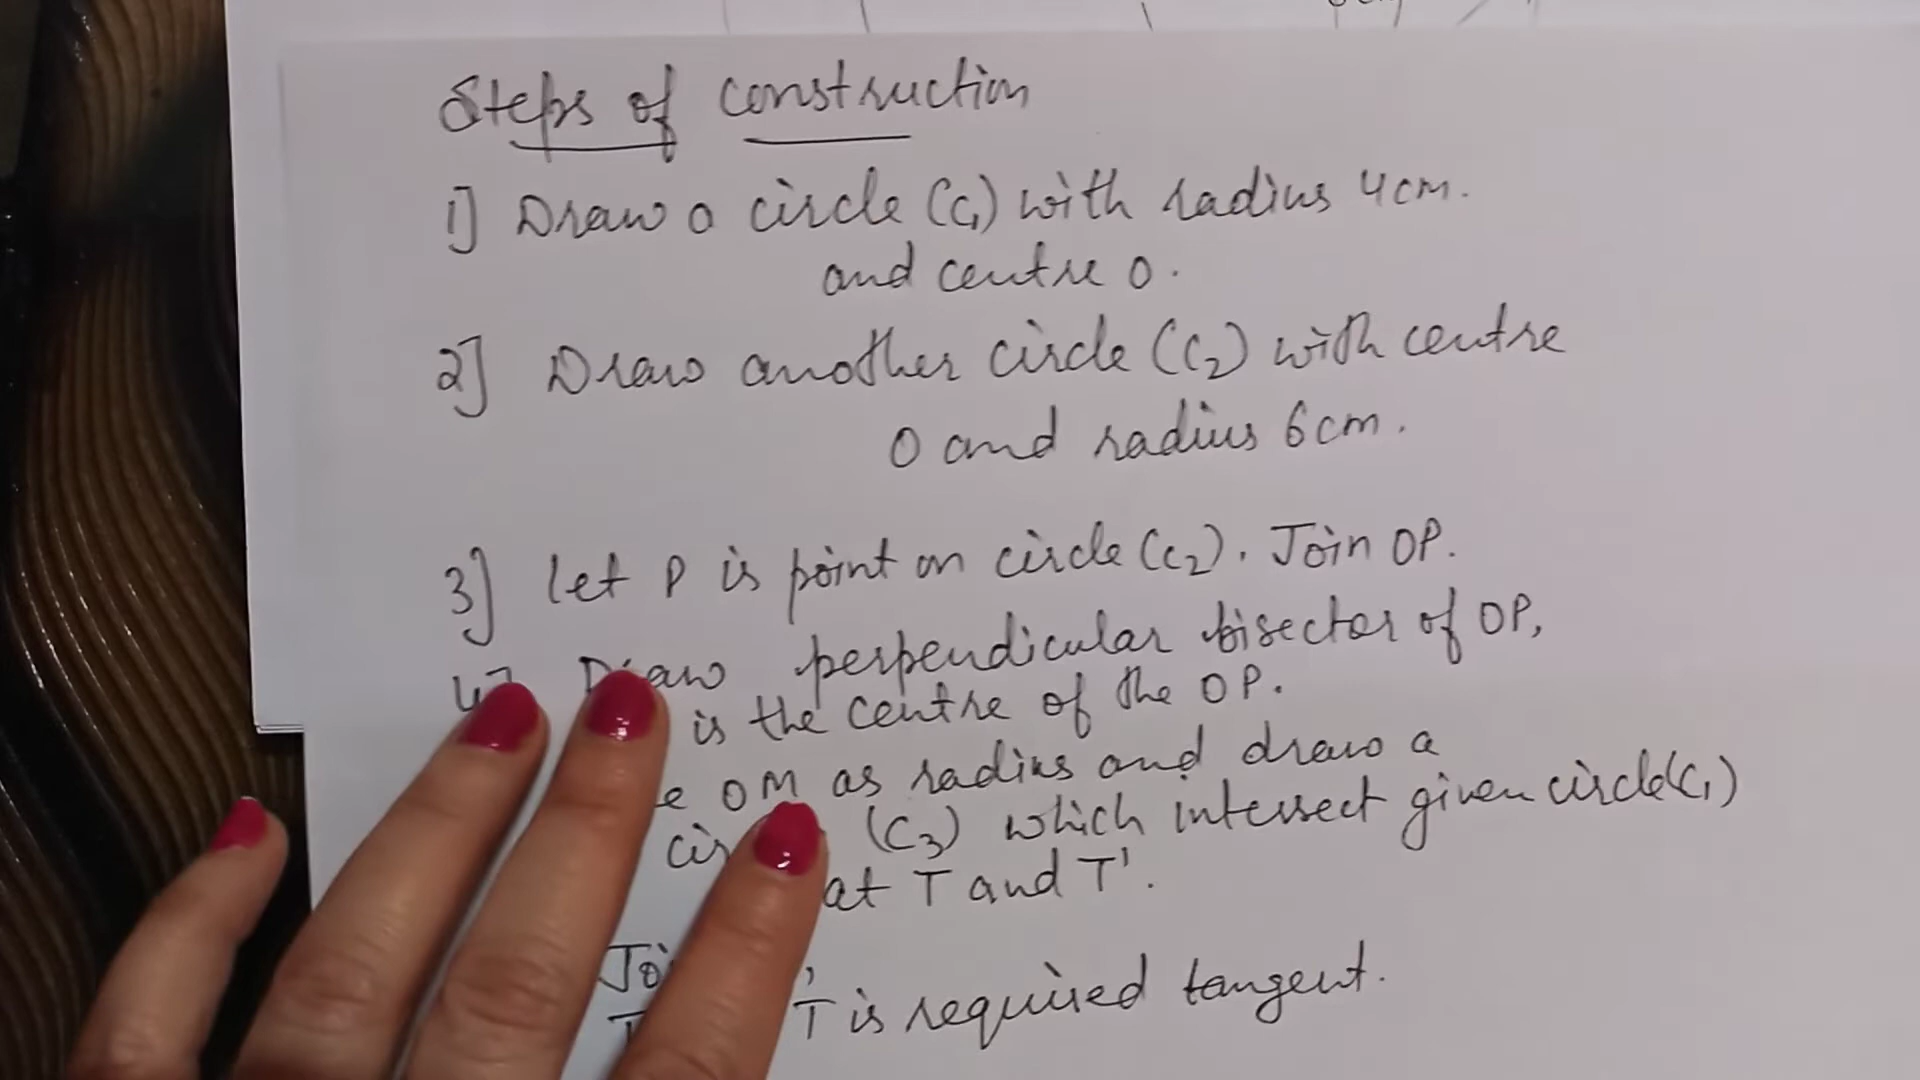 Steps of construction
1] Draw a circle (C1) with radius 4cm.
and centre O.
2] Draw another circle (C2) with centre
O and radius 6cm.
3] let P is point on circle (C2). Join OP.
4] Draw perpendicular bisector of OP,
is the centre of the OP.
OM as radius and draw a
(C3) which intersect given circle (C1)
at T and T'.
T is required tangent.